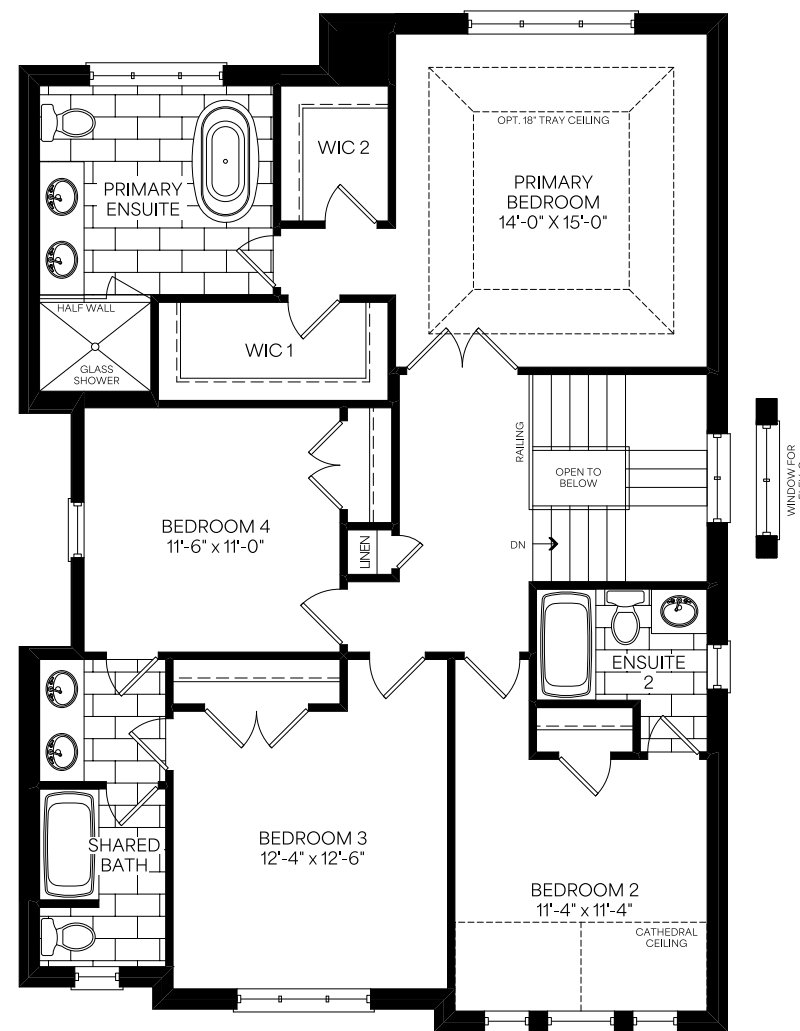 OPT. 18" TRAY CEILING
WIC 2
PRIMARY
ENSUITE
PRIMARY
BEDROOM
14'-0" X 15'-0"
HALF WALL
GLASS
SHOWER
WIC 1
RAILING
OPEN TO
BELOW
DN
WINDOW FOR
BEDROOM 4
11'-6" x 11'-0"
LINEN
ENSUITE
2
SHARED
BATH
BEDROOM 3
12'-4" x 12'-6"
BEDROOM 2
11'-4" x 11'-4"
CATHEDRAL
CEILING